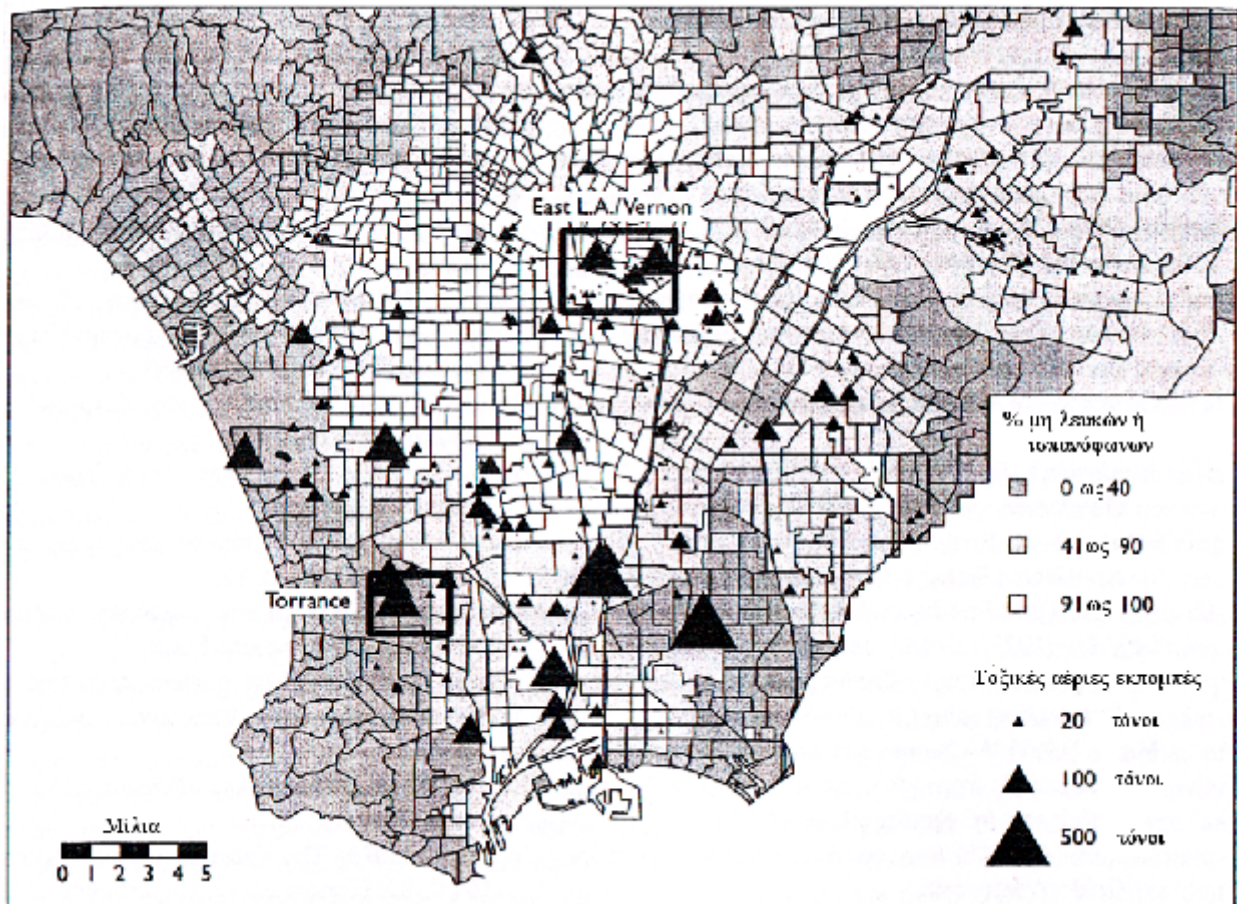 East L.A./Vernon
Torrance
% μη λευκών ή
ισπανόφωνων
0 ως 40
41 ως 90
91 ως 100
Τοξικές αέριες εκπομπές
20 τόνοι
100 τόνοι
500 τόνοι
Μίλια
0 1 2 3 4 5